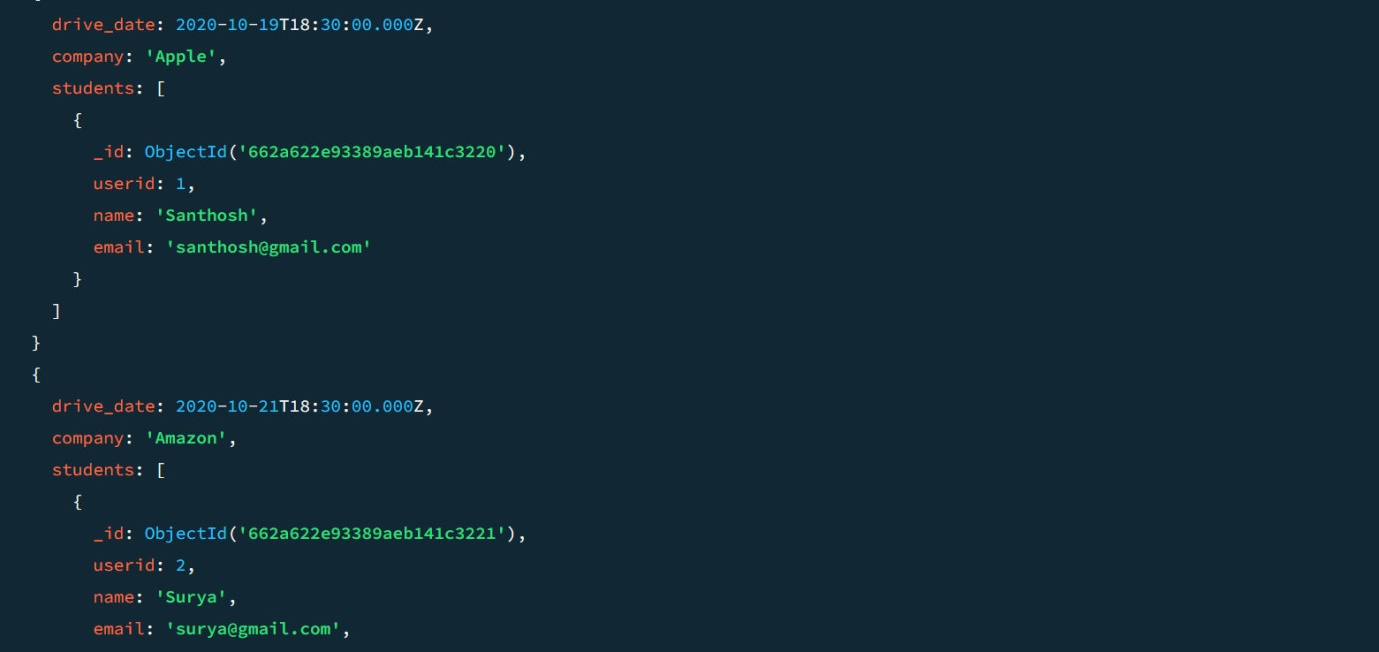 drive_date: 2020-10-19T18:30:00.000Z,
company: 'Apple',
students: [
{
_id: ObjectId('662a622e93389aeb141c3220'),
userid: 1,
name: 'Santhosh',
email: 'santhosh@gmail.com'
}
]
}
{
drive_date: 2020-10-21T18:30:00.000Z,
company: 'Amazon',
students: [
{
_id: ObjectId('662a622e93389aeb141c3221'),
userid: 2,
name: 'Surya',
email: 'surya@gmail.com',